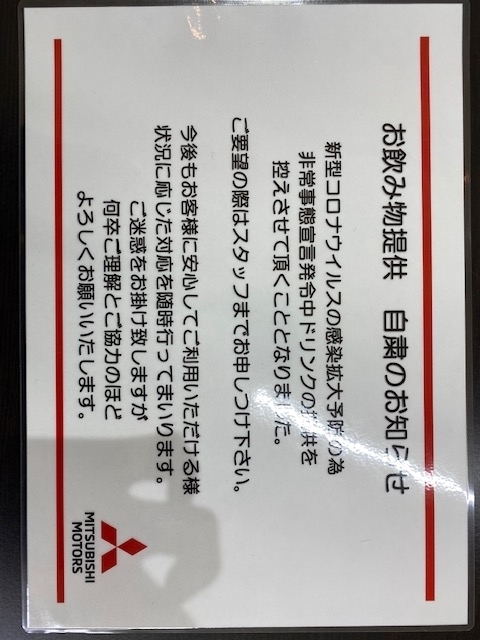 お飲み物提供 自粛のお知らせ
新型コロナウイルスの感染拡大予防の為
非常事態宣言発令中ドリンクの提供を
控えさせて頂くこととなりました。
ご要望の際はスタッフまでお申しつけ下さい。
今後もお客様に安心してご利用いただける様
状況に応じた対応を随時行ってまいります。
ご迷惑をお掛け致しますが
何卒ご理解とご協力のほど
よろしくお願いいたします。
MITSUBISHI
MOTORS